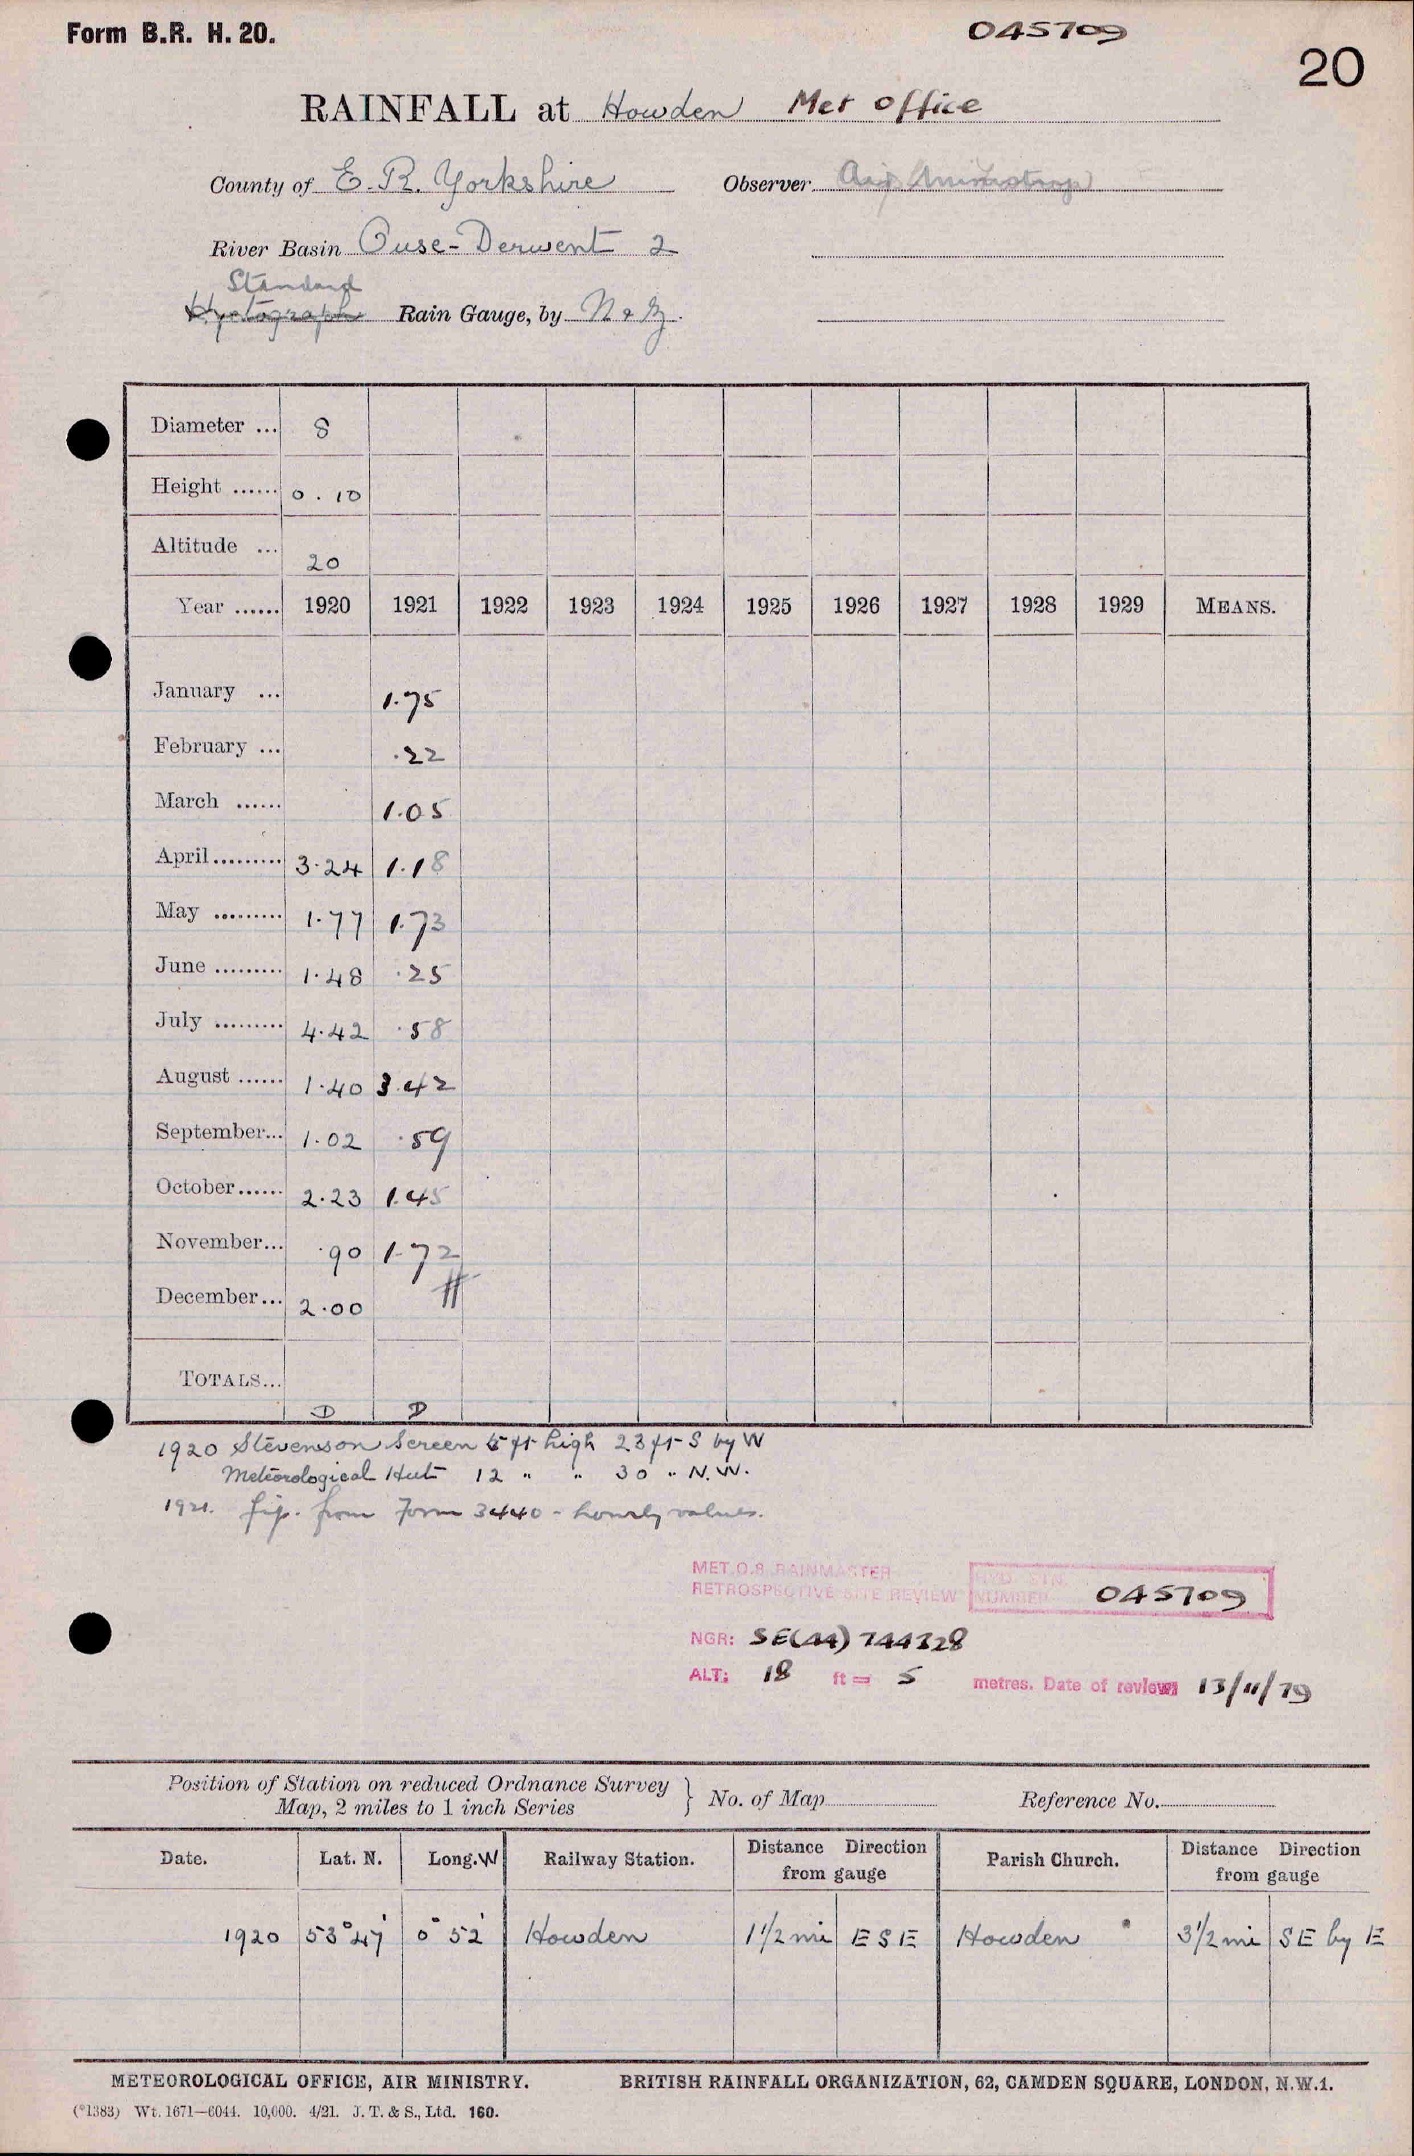 Form B.R. H. 20.
045709
20
RAINFALL at Howden Met Office
County of E.R. Yorkshire Observer Air Ministry
River Basin Ouse-Derwent 2
Standard
Hyetograph Rain Gauge, by N & Z.
Diameter ... 8
Height ...... 0.10
Altitude ... 20
Year ...... 1920 1921 1922 1923 1924 1925 1926 1927 1928 1929 MEANS.
January ... 1.75
February ... .22
March ...... 1.05
April......... 3.24 1.18
May ......... 1.77 1.73
June ......... 1.48 .25
July ......... 4.42 .58
August ...... 1.40 3.42
September... 1.02 .59
October...... 2.23 1.45
November... .90 1.72
December... 2.00
TOTALS...
D D
1920 Stevenson Screen 5 ft high 23 ft S by W
Meteorological Hut 12 " " 30 " N.W.
1921. fig. from Form 3440 - hourly values.
MET.O.8 RAINMASTER
RETROSPECTIVE SITE REVIEW
HYD. STN.
NUMBER 045709
NGR: SE(44) 744328
ALT: 18 ft = 5 metres. Date of review: 13/11/79
Position of Station on reduced Ordnance Survey
Map, 2 miles to 1 inch Series } No. of Map Reference No.
Date. Lat. N. Long. W Railway Station. Distance Direction from gauge Parish Church. Distance Direction from gauge
1920 53° 47' 0° 52' Howden 1½ mi E S E Howden 3½ mi SE by E
METEOROLOGICAL OFFICE, AIR MINISTRY. BRITISH RAINFALL ORGANIZATION, 62, CAMDEN SQUARE, LONDON, N.W.1.
(*1383) Wt. 1671—6044. 10,000. 4/21. J. T. & S., Ltd. 160.